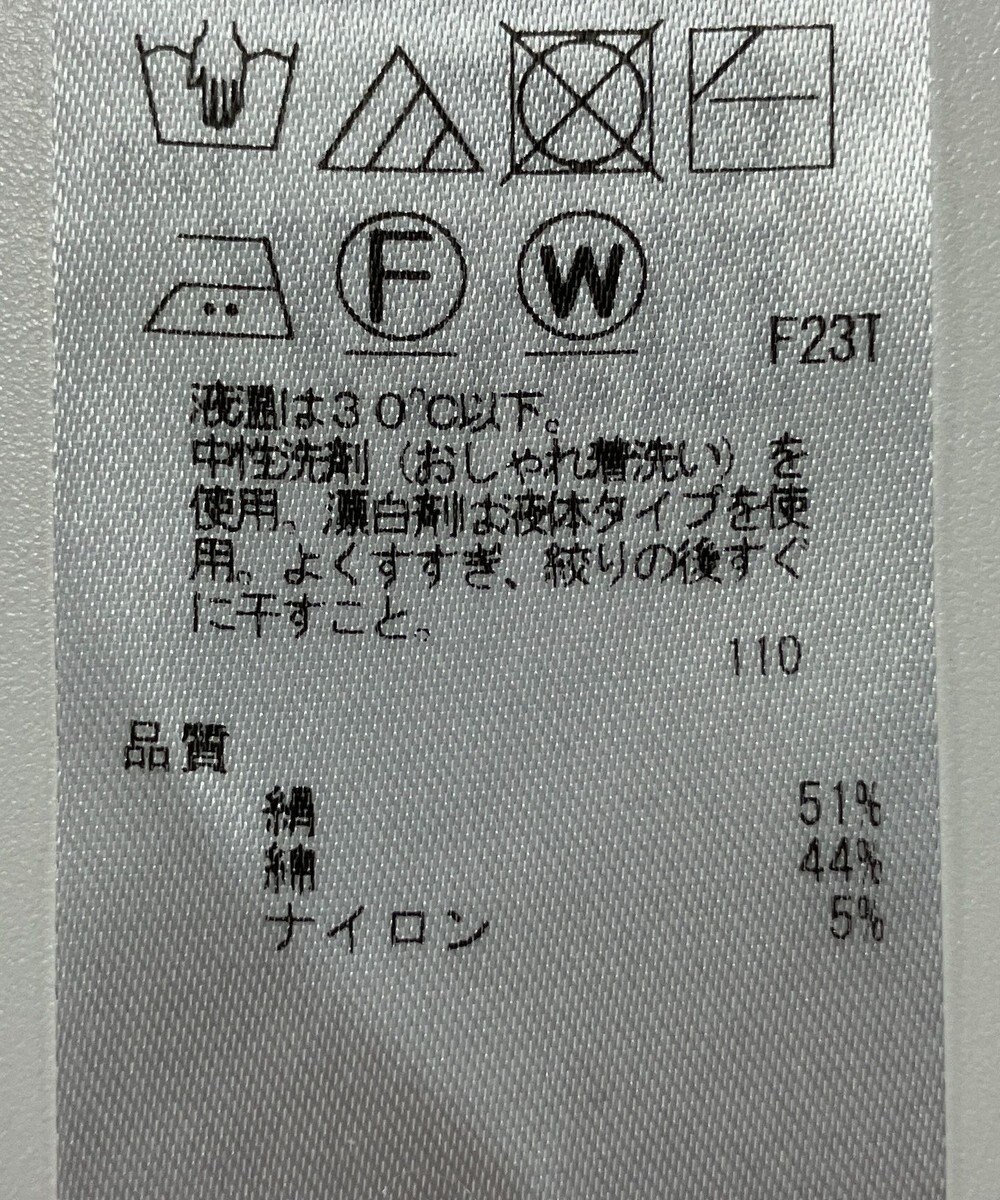 F W
F23T
液温は30℃以下。
中性洗剤(おしゃれ着洗い)を
使用、漂白剤は液体タイプを使
用。よくすすぎ、絞りの後すぐ
に干すこと。
110
品質
絹 51%
綿 44%
ナイロン 5%